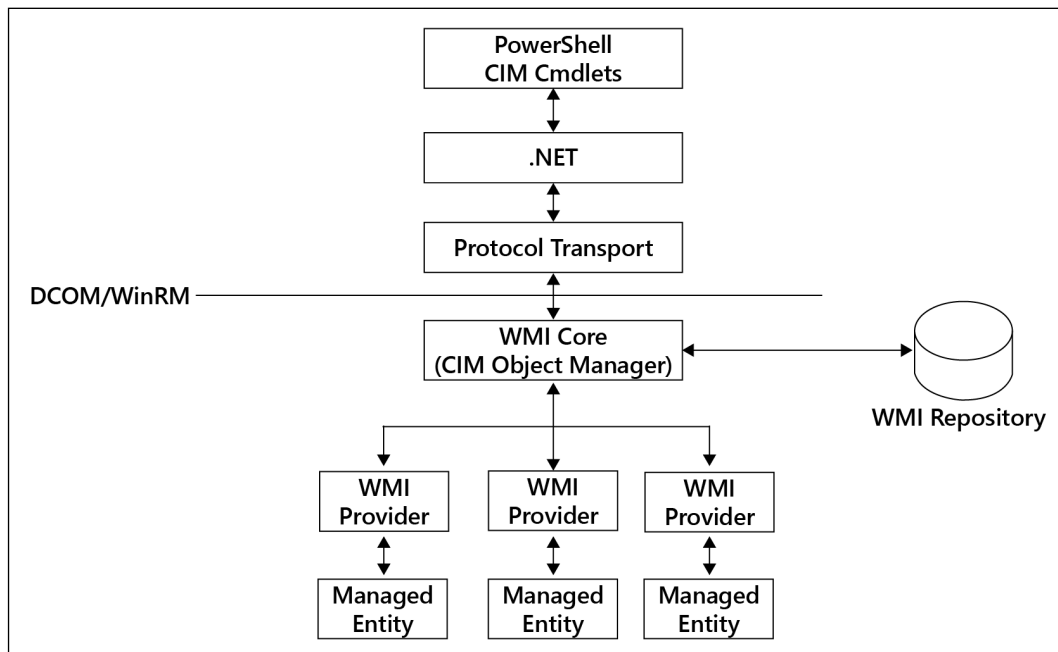 PowerShell
CIM Cmdlets
.NET
Protocol Transport
DCOM/WinRM
WMI Core
(CIM Object Manager)
WMI Repository
WMI
Provider
WMI
Provider
WMI
Provider
Managed
Entity
Managed
Entity
Managed
Entity